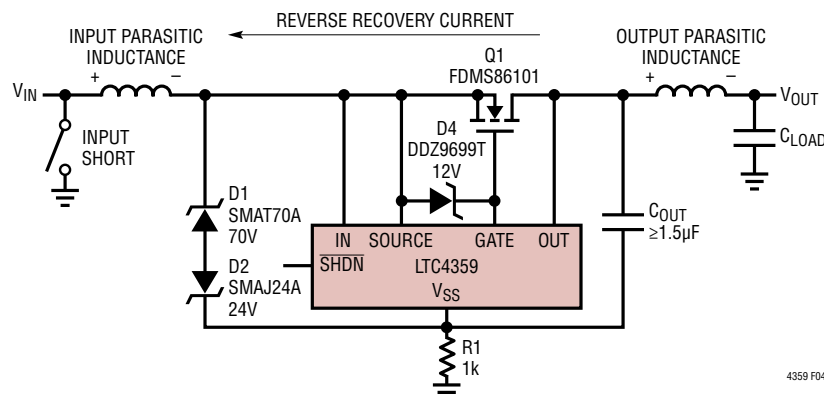 REVERSE RECOVERY CURRENT
INPUT PARASITIC
INDUCTANCE
+ –
OUTPUT PARASITIC
INDUCTANCE
+ –
Q1
FDMS86101
VIN
VOUT
INPUT
SHORT
CLOAD
D4
DDZ9699T
12V
D1
SMAT70A
70V
COUT
≥1.5µF
IN SOURCE GATE OUT
SHDN
LTC4359
VSS
D2
SMAJ24A
24V
R1
1k
4359 F04